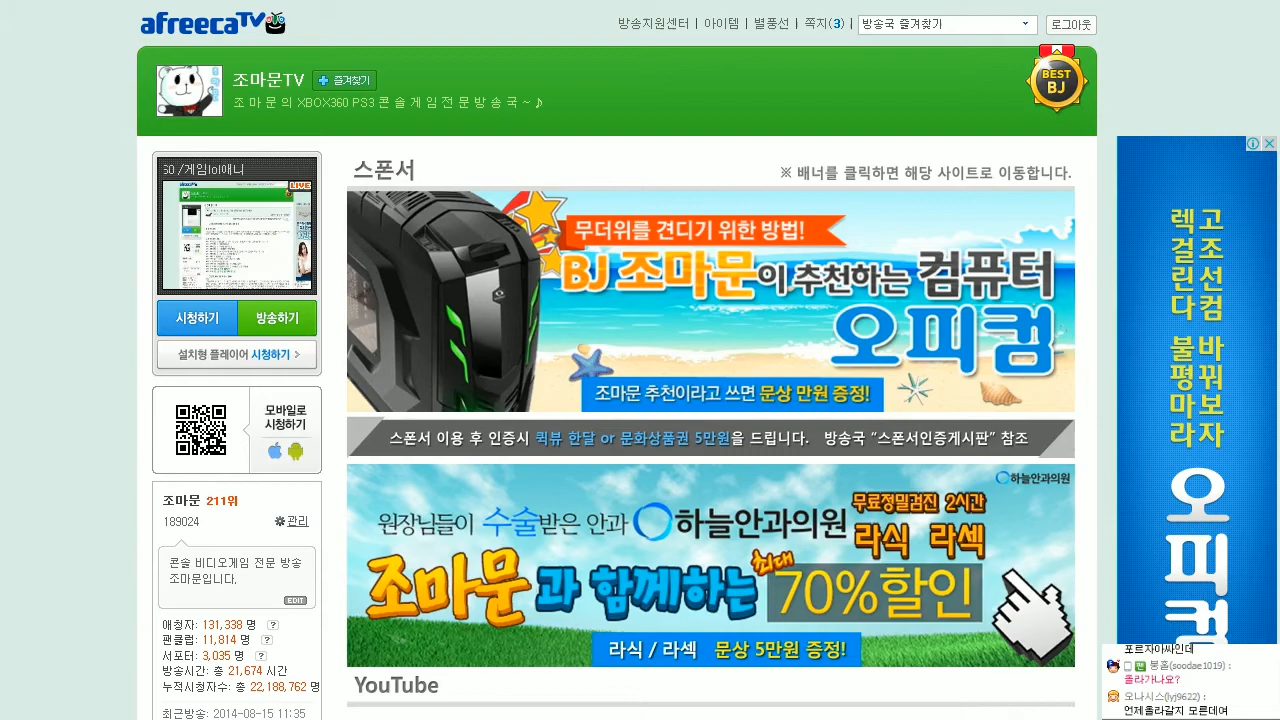 afreecaTV
방송지원센터 | 아이템 | 별풍선 | 쪽지(3) |
방송국 즐겨찾기
로그아웃
조마문TV
즐겨찾기
조 마 문 의 XBOX360 PS3 콘 솔 게 임 전 문 방 송 국 ~ ♪
BEST
BJ
60 /게임lol애니
LIVE
시청하기
방송하기
설치형 플레이어 시청하기 >
모바일로
시청하기
조마문 211위
189024
관리
콘솔 비디오게임 전문 방송
조마문입니다.
EDIT
애청자: 131,338 명 ?
팬클럽: 11,814 명 ?
서포터: 3,035 명 ?
방송시간: 총 21,674 시간
누적시청자수: 총 22,188,762 명
최근방송: 2014-08-15 11:35
스폰서
※ 배너를 클릭하면 해당 사이트로 이동합니다.
무더위를 견디기 위한 방법!
BJ 조마문이 추천하는 컴퓨터
오피컴
조마문 추천이라고 쓰면 문상 만원 증정!
스폰서 이용 후 인증시 퀵뷰 한달 or 문화상품권 5만원을 드립니다. 방송국 “스폰서인증게시판” 참조
하늘안과의원
원장님들이 수술받은 안과 하늘안과의원
무료정밀검진 2시간
라식 라섹
조마문과 함께하는
최대
70%할인
라식 / 라섹 문상 5만원 증정!
YouTube
고조선컴
렉걸린다
바꿔보자
불평마라
오피컴
포르자아싸인데
붕홀(soodae1019) :
올라가나요?
모나시스(lyj9622) :
언제올라갈지 모른데여